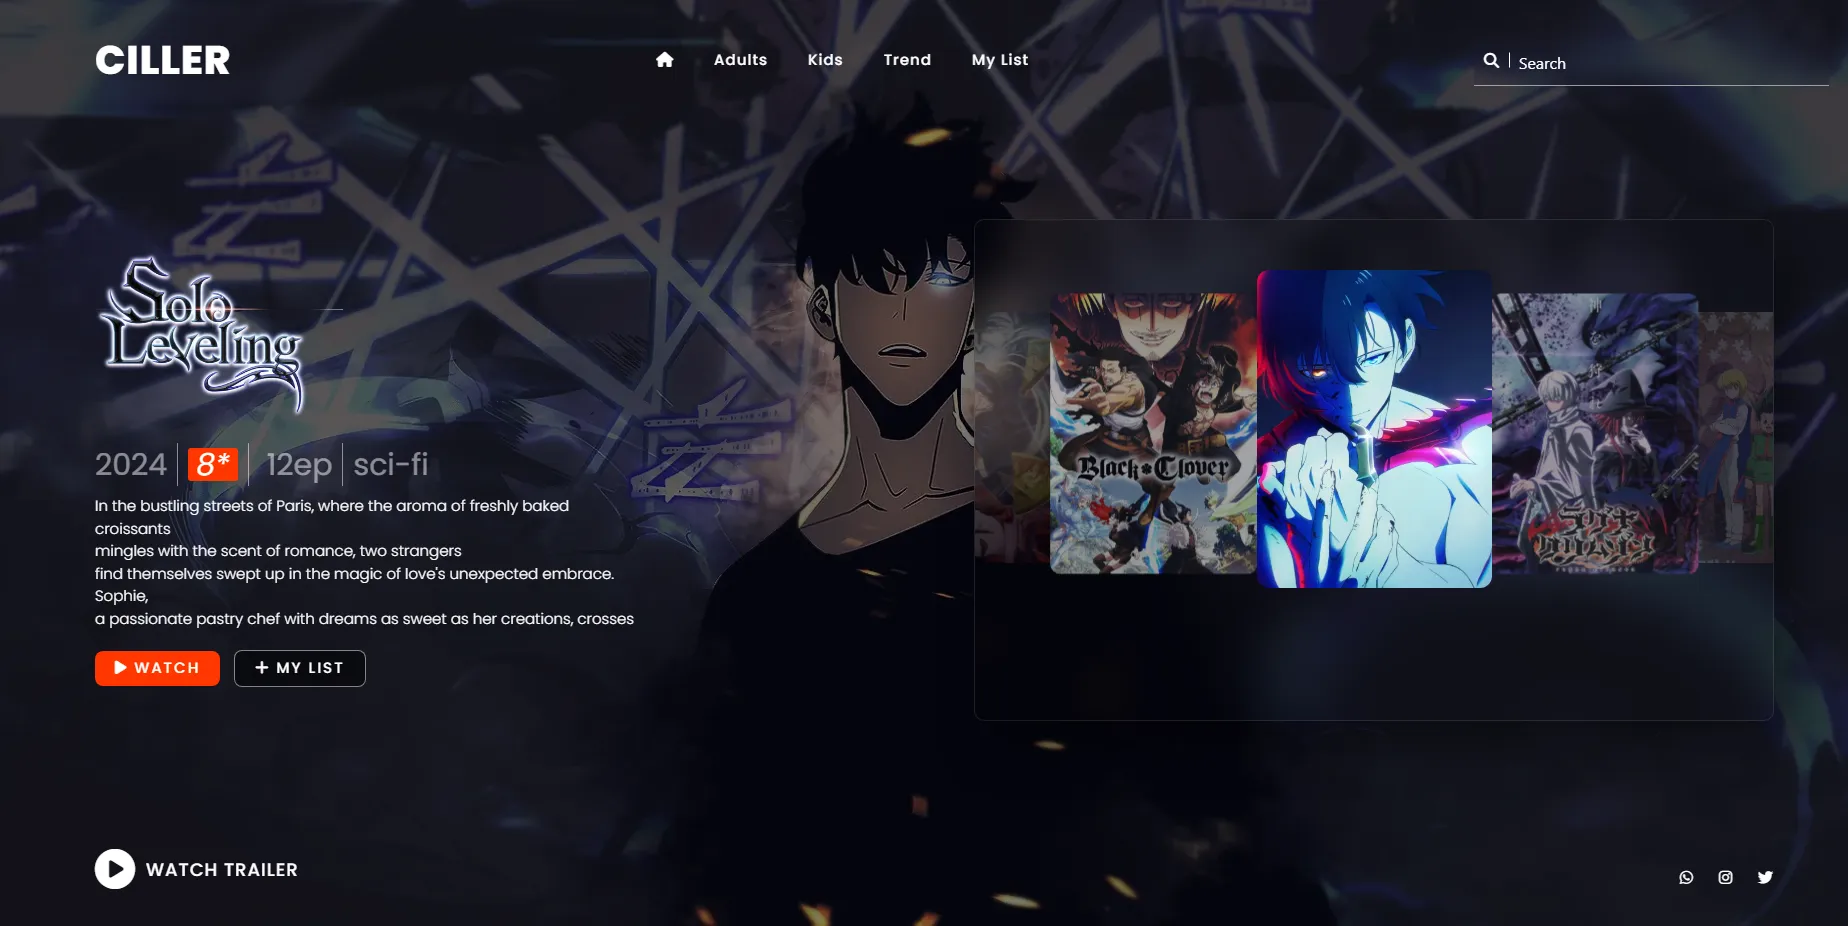 CILLER
Adults
Kids
Trend
My List
Search
Solo
Leveling
2024
8*
12ep
sci-fi
In the bustling streets of Paris, where the aroma of freshly baked
croissants
mingles with the scent of romance, two strangers
find themselves swept up in the magic of love's unexpected embrace.
Sophie,
a passionate pastry chef with dreams as sweet as her creations, crosses
WATCH
MY LIST
Black Clover
WATCH TRAILER